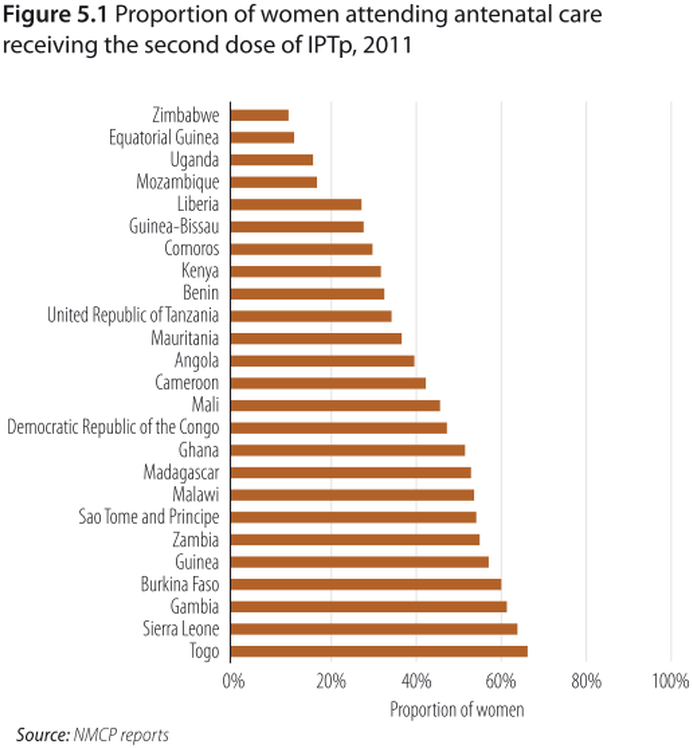 Figure 5.1 Proportion of women attending antenatal care
receiving the second dose of IPTp, 2011
Zimbabwe
Equatorial Guinea
Uganda
Mozambique
Liberia
Guinea-Bissau
Comoros
Kenya
Benin
United Republic of Tanzania
Mauritania
Angola
Cameroon
Mali
Democratic Republic of the Congo
Ghana
Madagascar
Malawi
Sao Tome and Principe
Zambia
Guinea
Burkina Faso
Gambia
Sierra Leone
Togo
0% 20% 40% 60% 80% 100%
Proportion of women
Source: NMCP reports